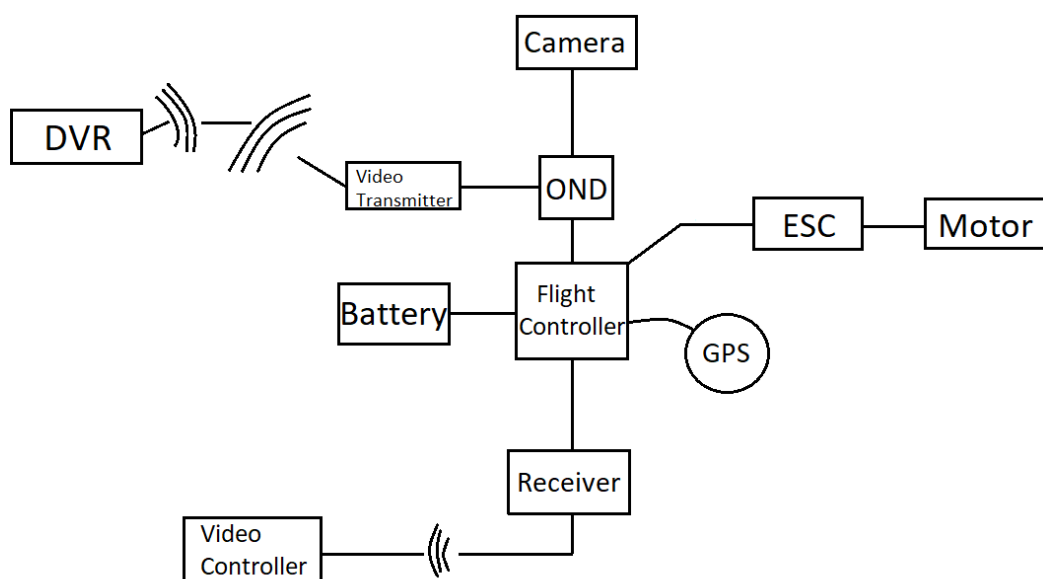 Camera
DVR
Video
Transmitter
OND
ESC
Motor
Battery
Flight
Controller
GPS
Receiver
Video
Controller